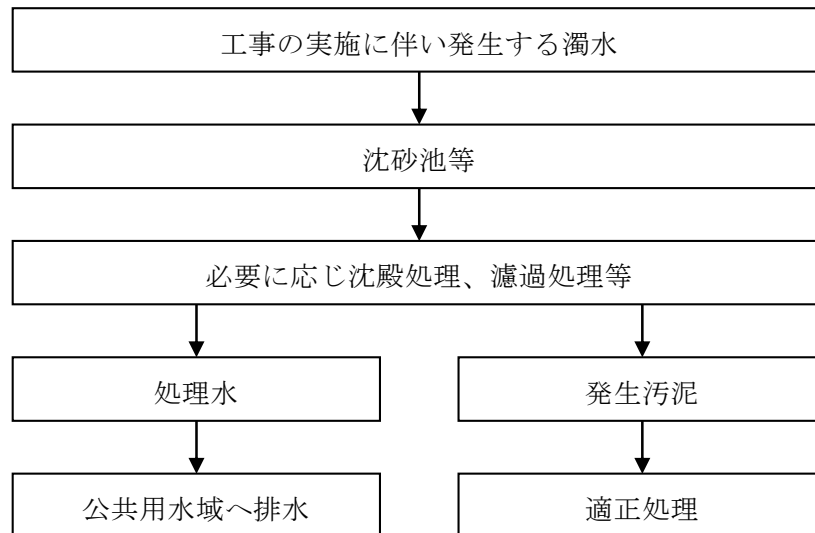 工事の実施に伴い発生する濁水
沈砂池等
必要に応じ沈殿処理、濾過処理等
処理水
発生汚泥
公共用水域へ排水
適正処理